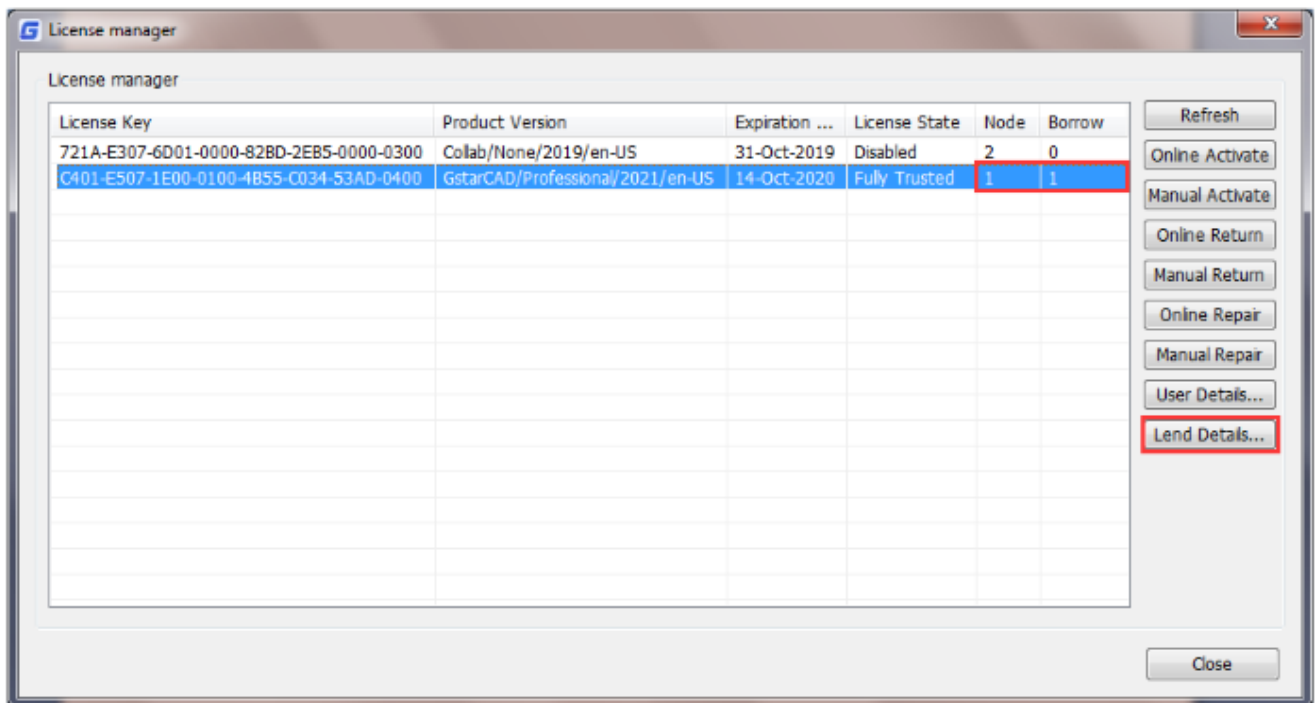 License manager
License manager
License Key Product Version Expiration ... License State Node Borrow
721A-E307-6D01-0000-82BD-2EB5-0000-0300 Collab/None/2019/en-US 31-Oct-2019 Disabled 2 0
C401-E507-1E00-0100-4B55-C034-53AD-0400 GstarCAD/Professional/2021/en-US 14-Oct-2020 Fully Trusted 1 1
Refresh
Online Activate
Manual Activate
Online Return
Manual Return
Online Repair
Manual Repair
User Details...
Lend Details...
Close